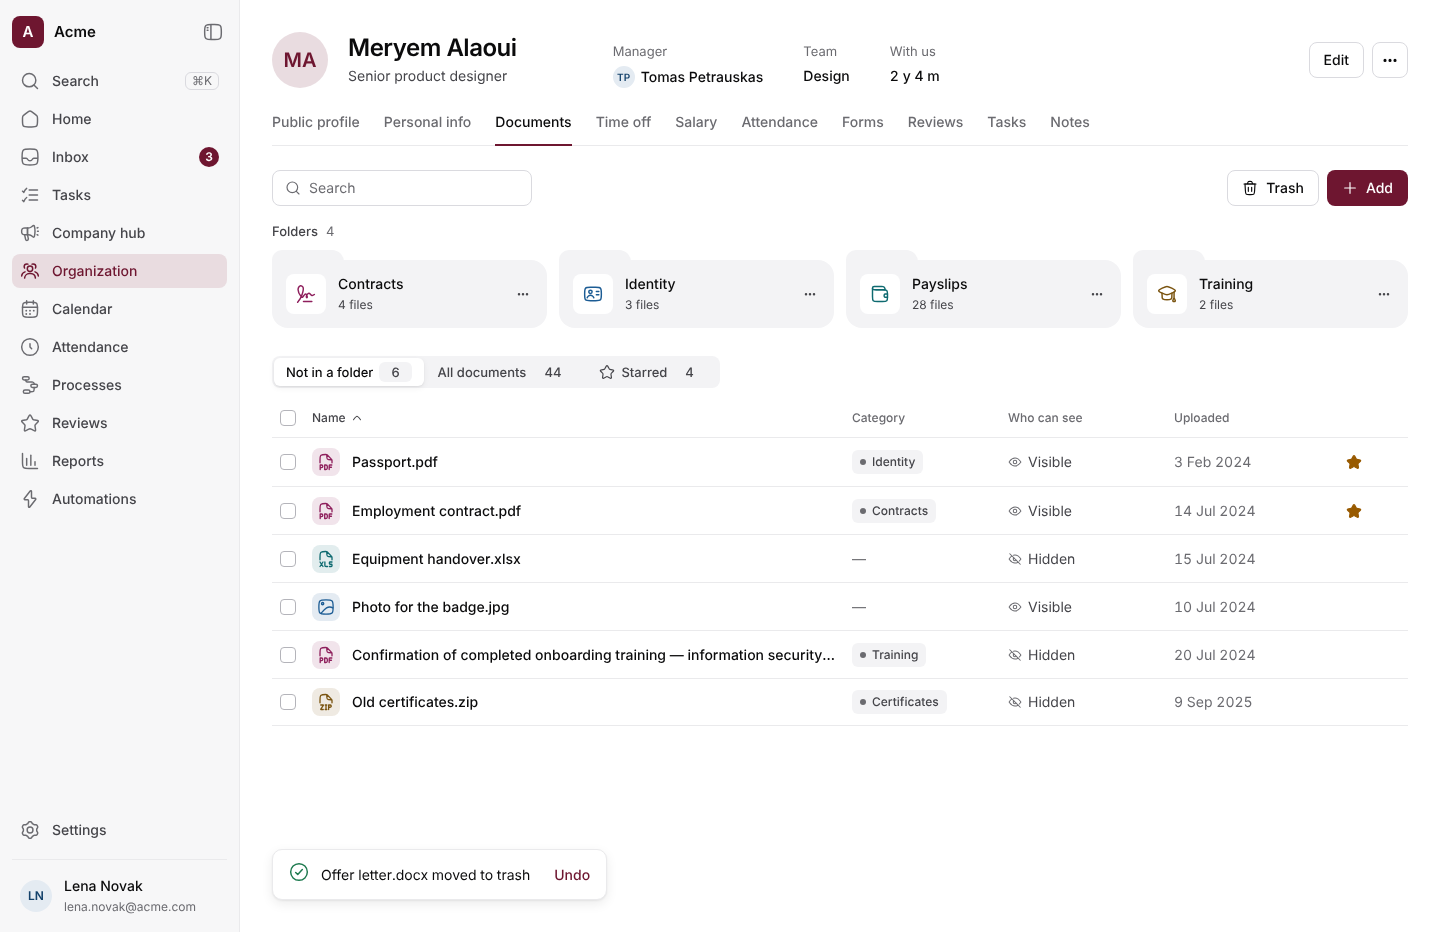 A Acme
Search ⌘K
Home
Inbox 3
Tasks
Company hub
Organization
Calendar
Attendance
Processes
Reviews
Reports
Automations
Settings
LN Lena Novak
lena.novak@acme.com
MA Meryem Alaoui
Senior product designer
Manager
TP Tomas Petrauskas
Team
Design
With us
2 y 4 m
Edit
Public profile Personal info Documents Time off Salary Attendance Forms Reviews Tasks Notes
Search
Trash
Add
Folders 4
Contracts
4 files
Identity
3 files
Payslips
28 files
Training
2 files
Not in a folder 6 All documents 44 Starred 4
Name Category Who can see Uploaded
PDF Passport.pdf Identity Visible 3 Feb 2024
PDF Employment contract.pdf Contracts Visible 14 Jul 2024
XLS Equipment handover.xlsx — Hidden 15 Jul 2024
Photo for the badge.jpg — Visible 10 Jul 2024
PDF Confirmation of completed onboarding training — information security... Training Hidden 20 Jul 2024
ZIP Old certificates.zip Certificates Hidden 9 Sep 2025
Offer letter.docx moved to trash Undo